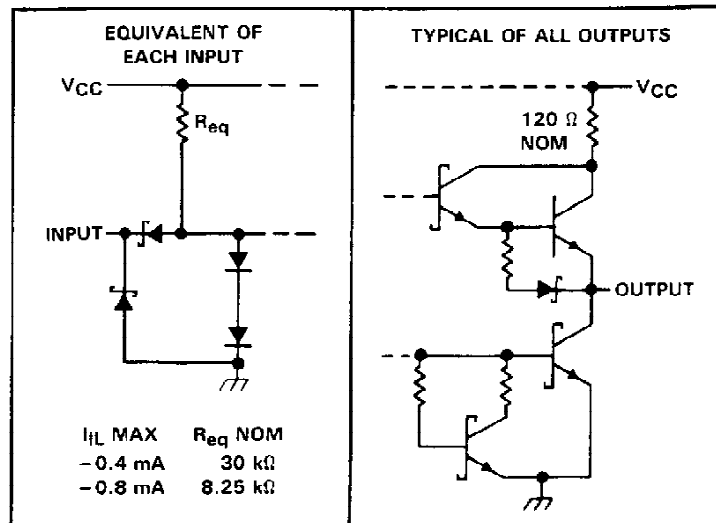 EQUIVALENT OF
EACH INPUT
VCC
Req
INPUT
IIL MAX Req NOM
−0.4 mA 30 kΩ
−0.8 mA 8.25 kΩ
TYPICAL OF ALL OUTPUTS
VCC
120 Ω
NOM
OUTPUT